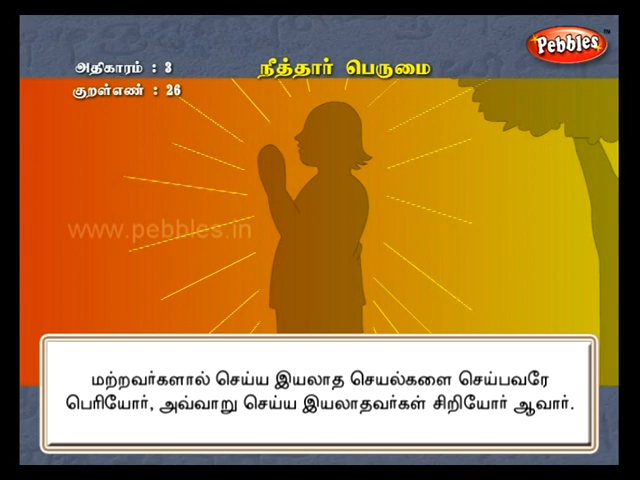 Pebbles
TM
அதிகாரம் : 3
நீத்தார் பெருமை
குறள்எண் : 26
www.pebbles.in
மற்றவர்களால் செய்ய இயலாத செயல்களை செய்பவரே
பெரியோர், அவ்வாறு செய்ய இயலாதவர்கள் சிறியோர் ஆவார்.